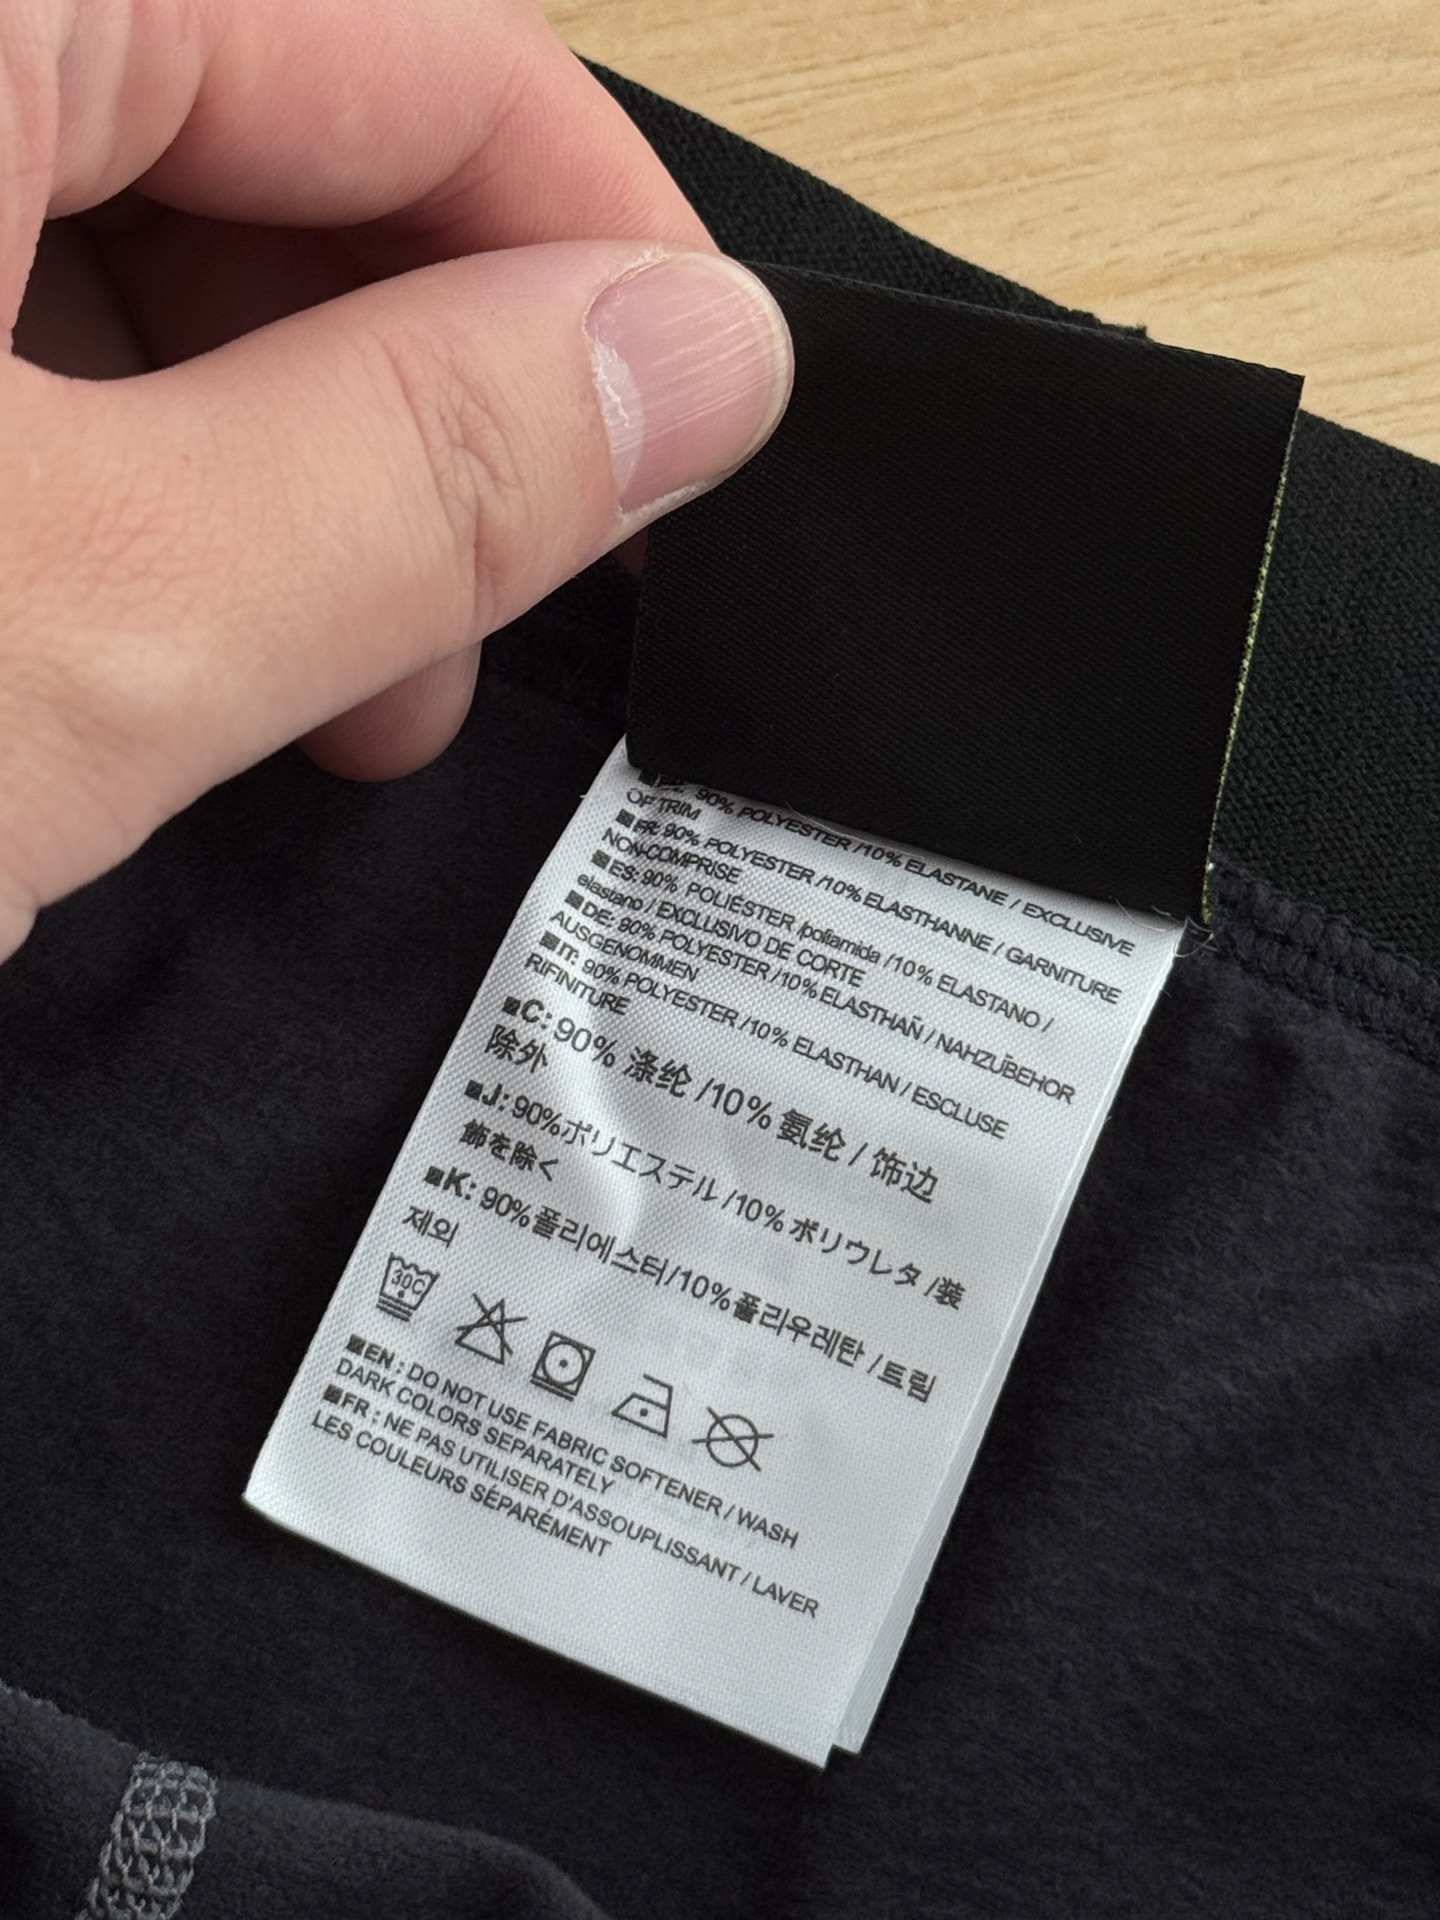 90% POLYESTER /10% ELASTANE / EXCLUSIVE
OF TRIM
■FR: 90% POLYESTER /10% ELASTHANNE / GARNITURE
NON-COMPRISE
■ES: 90% POLIÉSTER /poliamida /10% ELASTANO /
elastano / EXCLUSIVO DE CORTE
■DE: 90% POLYESTER /10% ELASTHAÑ / NAHZŪBEHOR
AUSGENOMMEN
■IT: 90% POLYESTER /10% ELASTHAN / ESCLUSE
RIFINITURE
■C: 90% 涤纶 /10% 氨纶 / 饰边
除外
■J: 90%ポリエステル /10% ポリウレタ /装
飾を除く
■K: 90%폴리에스터/10%폴리우레탄 /트림
제외
30C
■EN : DO NOT USE FABRIC SOFTENER / WASH
DARK COLORS SEPARATELY
■FR : NE PAS UTILISER D'ASSOUPLISSANT / LAVER
LES COULEURS SÉPARÉMENT